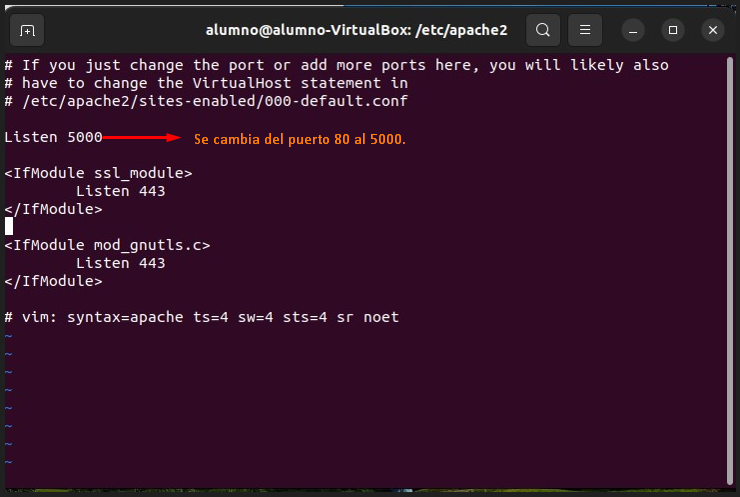 alumno@alumno-VirtualBox: /etc/apache2
# If you just change the port or add more ports here, you will likely also
# have to change the VirtualHost statement in
# /etc/apache2/sites-enabled/000-default.conf
Listen 5000 Se cambia del puerto 80 al 5000.
<IfModule ssl_module>
        Listen 443
</IfModule>
<IfModule mod_gnutls.c>
        Listen 443
</IfModule>
# vim: syntax=apache ts=4 sw=4 sts=4 sr noet
~
~
~
~
~
~
~
~